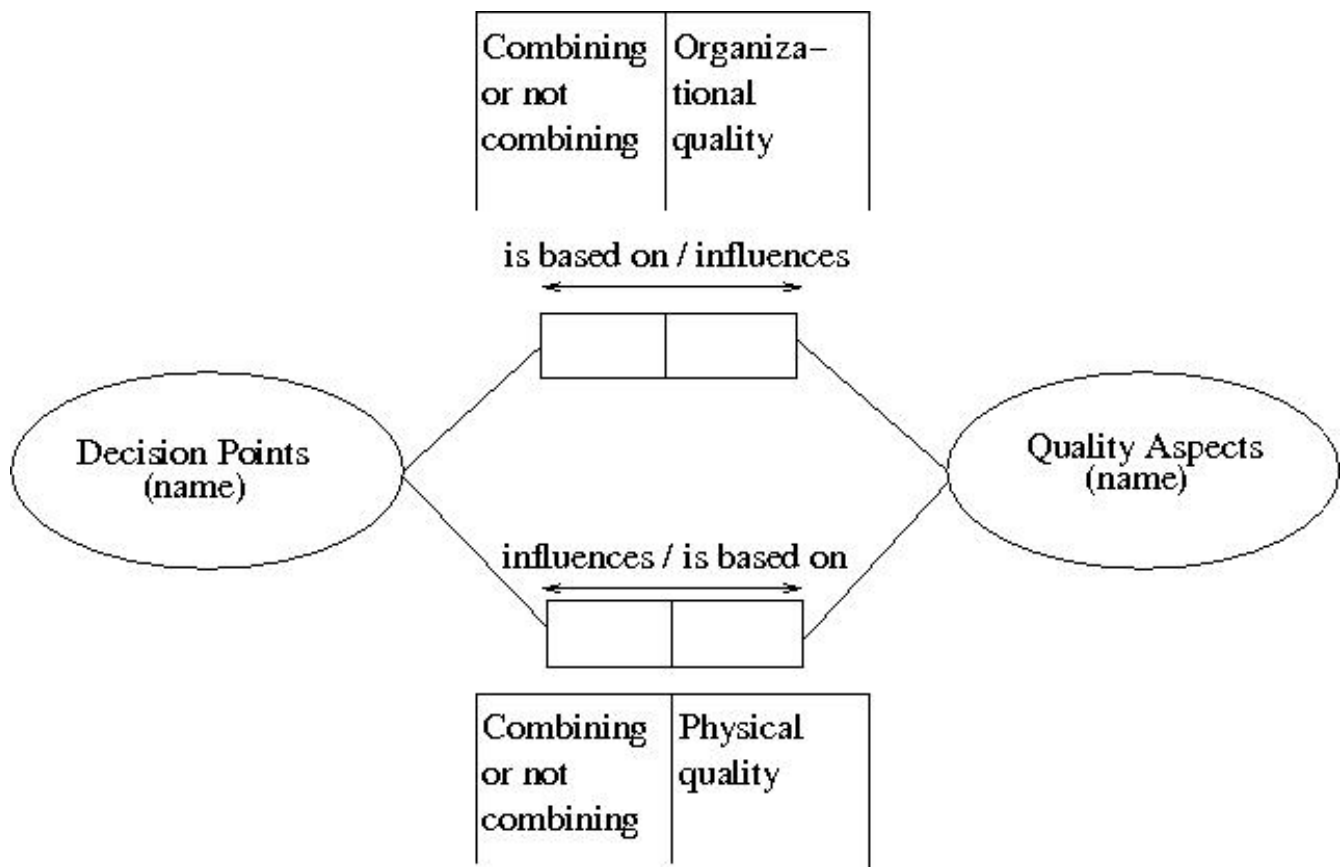 Combining
or not
combining
Organiza–
tional
quality
is based on / influences
Decision Points
(name)
Quality Aspects
(name)
influences / is based on
Combining
or not
combining
Physical
quality